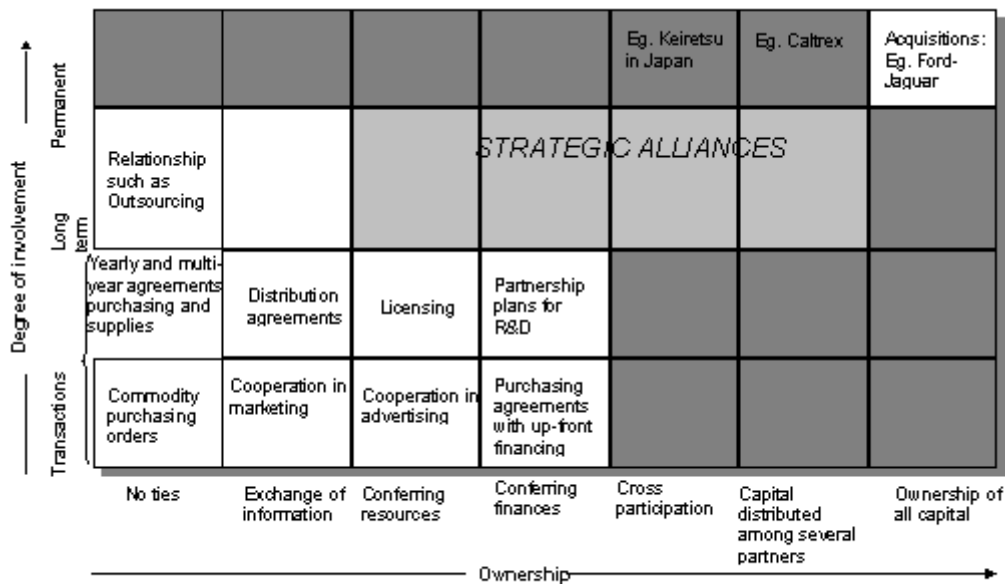 Eg. Keiretsu
in Japan
Eg. Caltrex
Acquisitions:
Eg. Ford-
Jaguar
Permanent
STRATEGIC ALLIANCES
Relationship
such as
Outsourcing
Degree of involvement
Long
term
Yearly and multi-
year agreements
purchasing and
supplies
Distribution
agreements
Licensing
Partnership
plans for
R&D
Transactions
Commodity
purchasing
orders
Cooperation in
marketing
Cooperation in
advertising
Purchasing
agreements
with up-front
financing
No ties
Exchange of
information
Conferring
resources
Conferring
finances
Cross
participation
Capital
distributed
among several
partners
Ownership of
all capital
Ownership